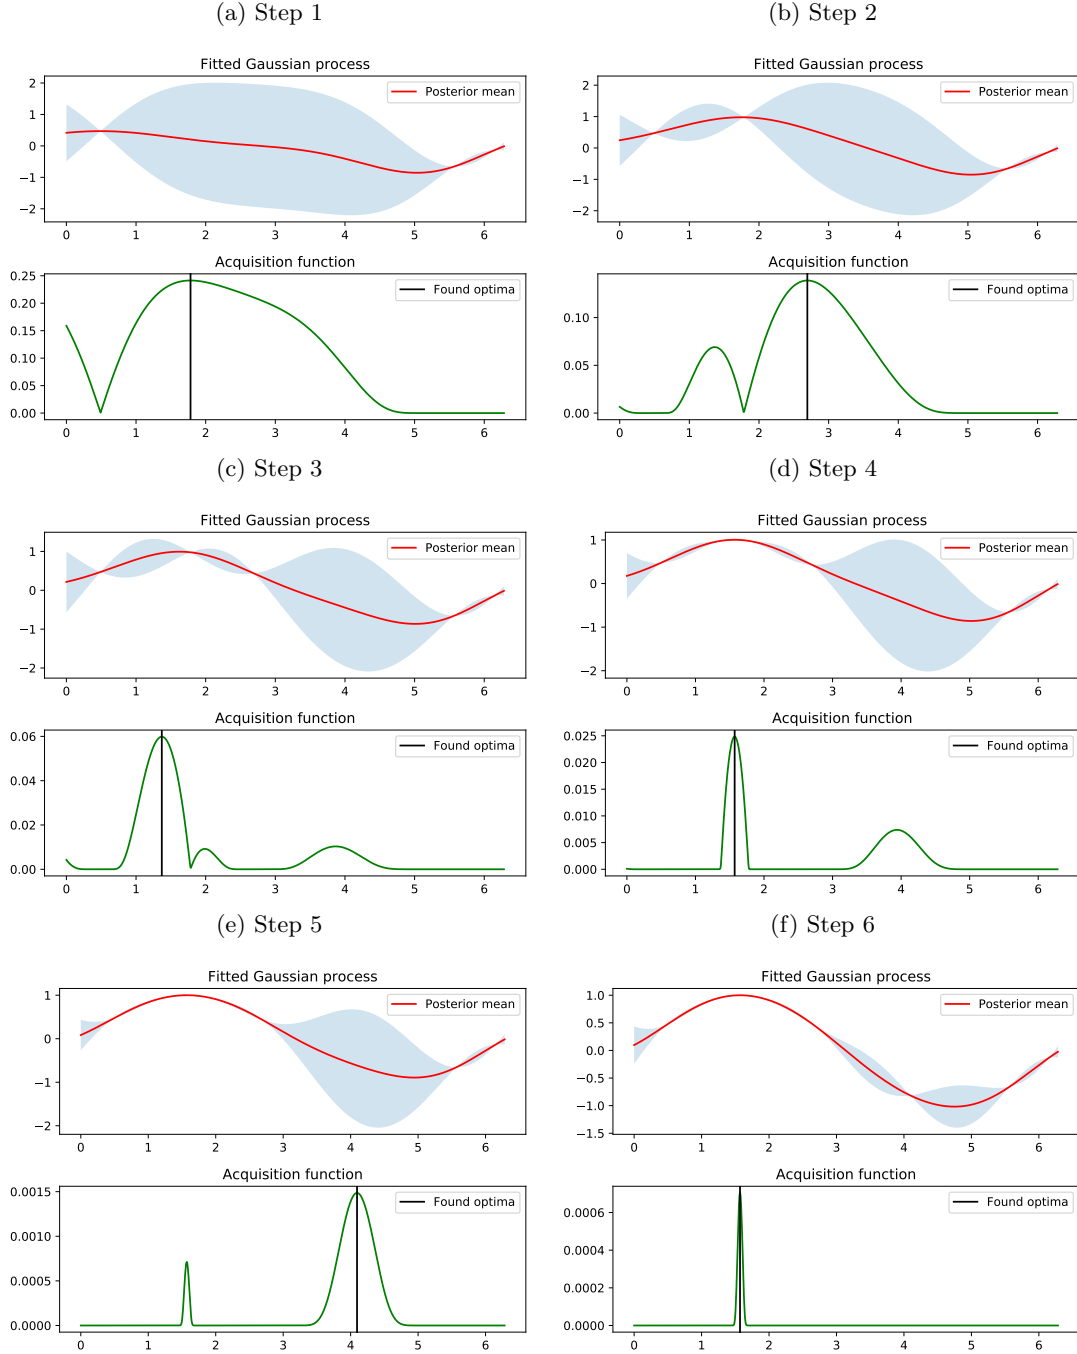 (a) Step 1
Fitted Gaussian process
Posterior mean
2
1
0
−1
−2
0 1 2 3 4 5 6
Acquisition function
Found optima
0.25
0.20
0.15
0.10
0.05
0.00
0 1 2 3 4 5 6
(b) Step 2
Fitted Gaussian process
Posterior mean
2
1
0
−1
−2
0 1 2 3 4 5 6
Acquisition function
Found optima
0.10
0.05
0.00
0 1 2 3 4 5 6
(c) Step 3
Fitted Gaussian process
Posterior mean
1
0
−1
−2
0 1 2 3 4 5 6
Acquisition function
Found optima
0.06
0.04
0.02
0.00
0 1 2 3 4 5 6
(d) Step 4
Fitted Gaussian process
Posterior mean
1
0
−1
−2
0 1 2 3 4 5 6
Acquisition function
Found optima
0.025
0.020
0.015
0.010
0.005
0.000
0 1 2 3 4 5 6
(e) Step 5
Fitted Gaussian process
Posterior mean
1
0
−1
−2
0 1 2 3 4 5 6
Acquisition function
Found optima
0.0015
0.0010
0.0005
0.0000
0 1 2 3 4 5 6
(f) Step 6
Fitted Gaussian process
Posterior mean
1.0
0.5
0.0
−0.5
−1.0
−1.5
0 1 2 3 4 5 6
Acquisition function
Found optima
0.0006
0.0004
0.0002
0.0000
0 1 2 3 4 5 6